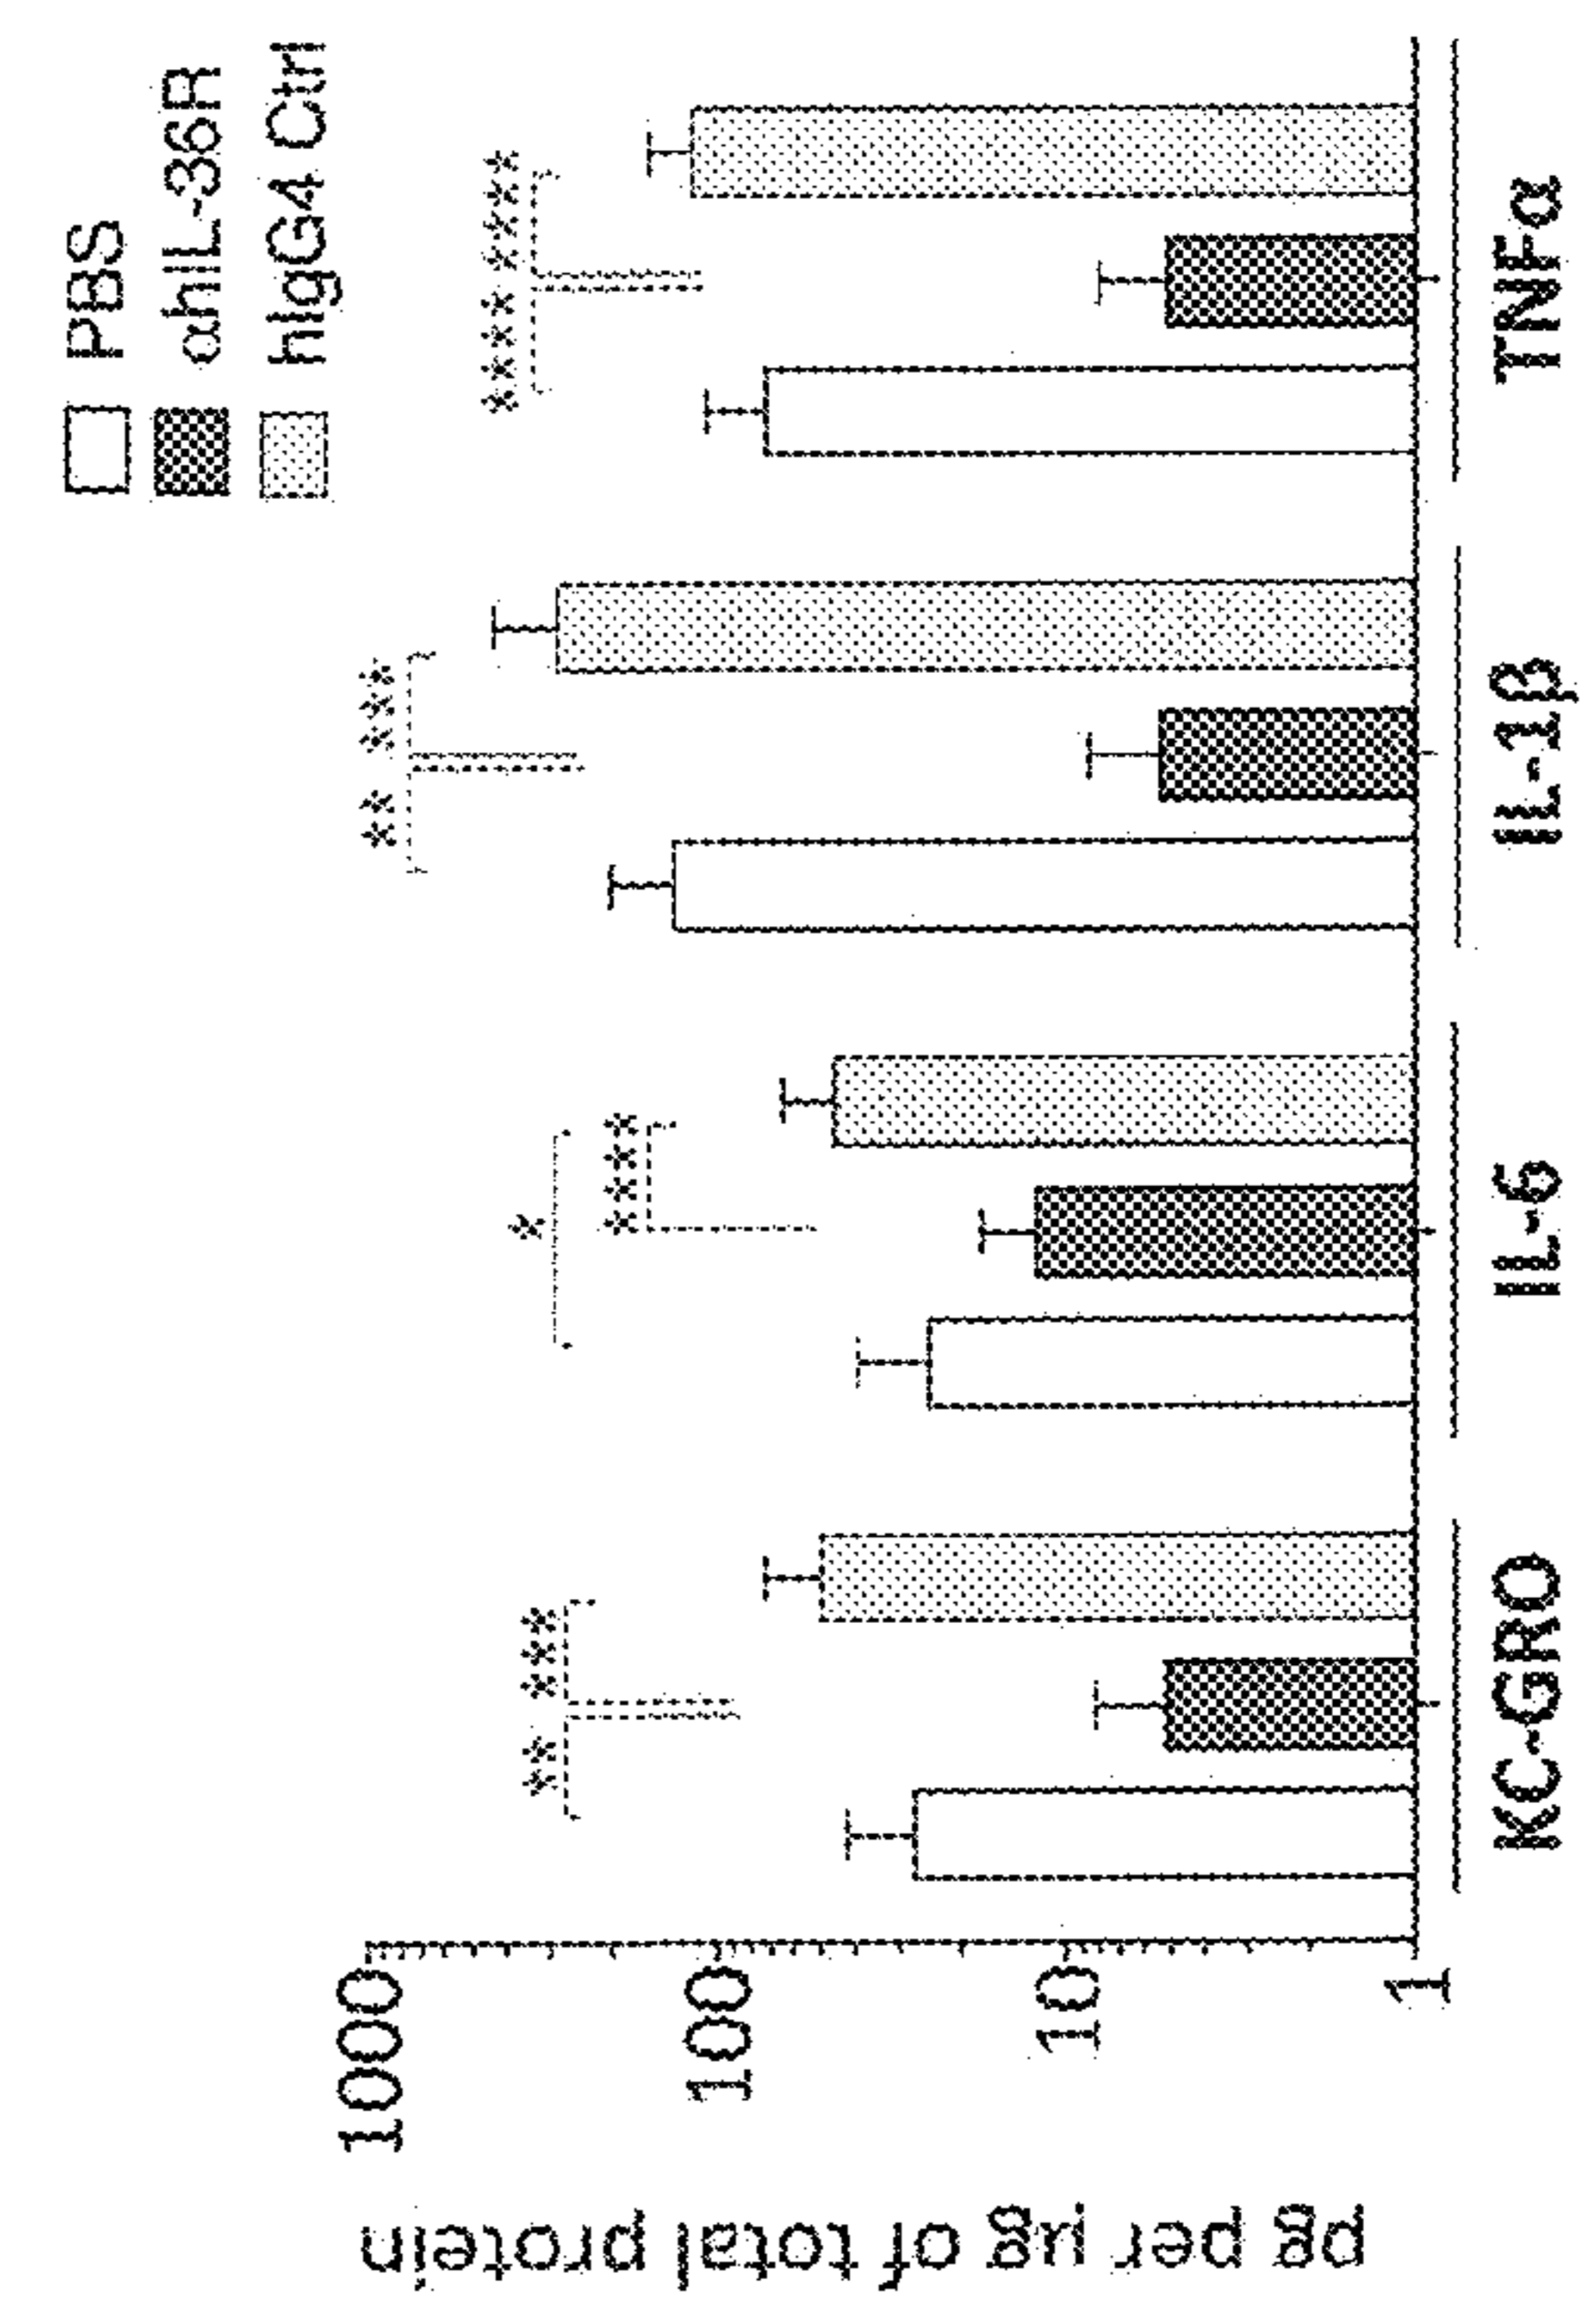 PBS
αhIL-36R
hIgG4 Ctrl
pg per µg of total protein
1000
100
10
1
** ***
*
****
** ***
**** ****
KC-GRO
IL-6
IL-1β
TNFα